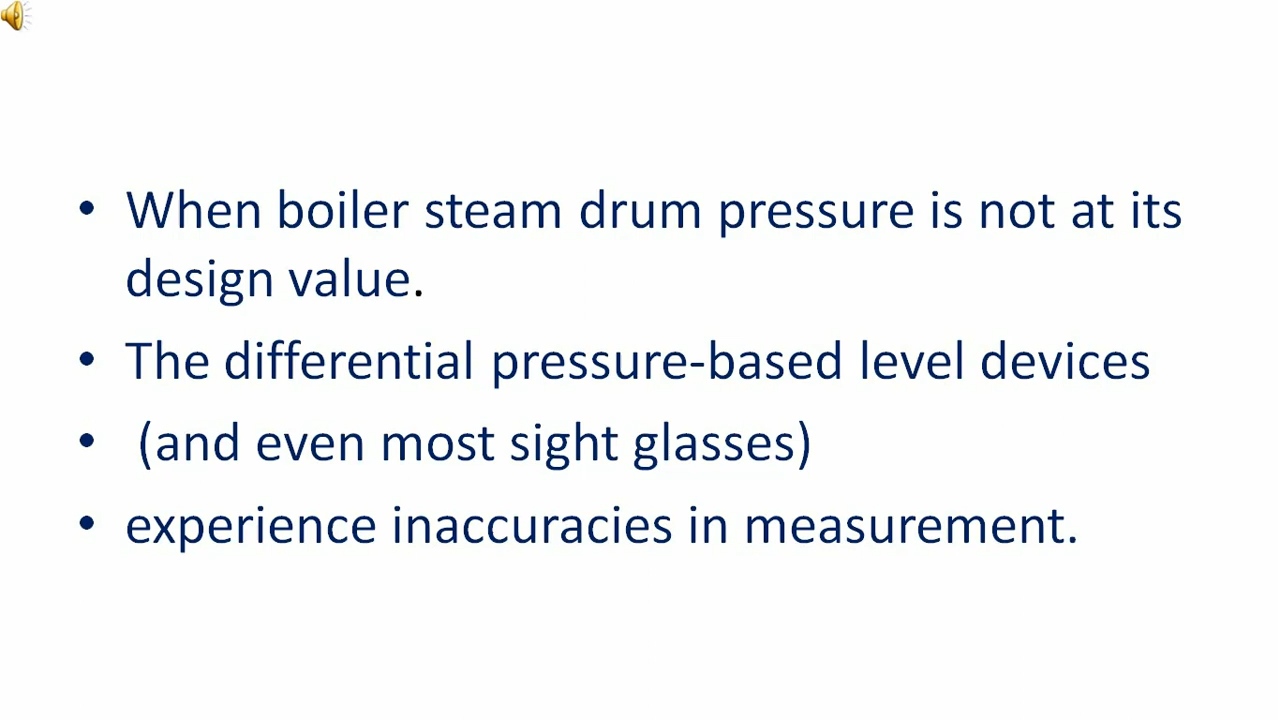 • When boiler steam drum pressure is not at its
design value.
• The differential pressure-based level devices
• (and even most sight glasses)
• experience inaccuracies in measurement.